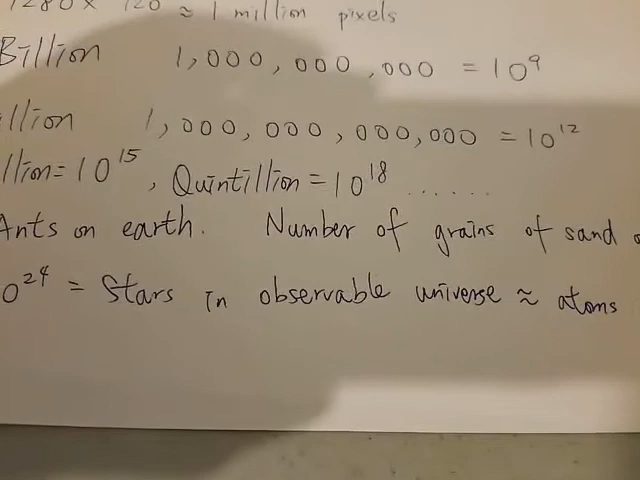 1280 x 720 ≈ 1 million pixels
Billion 1,000,000,000 = 10⁹
llion 1,000,000,000,000 = 10¹²
llion = 10¹⁵, Quintillion = 10¹⁸ ......
Ants on earth. Number of grains of sand o
0²⁴ = Stars in observable universe ≈ atoms